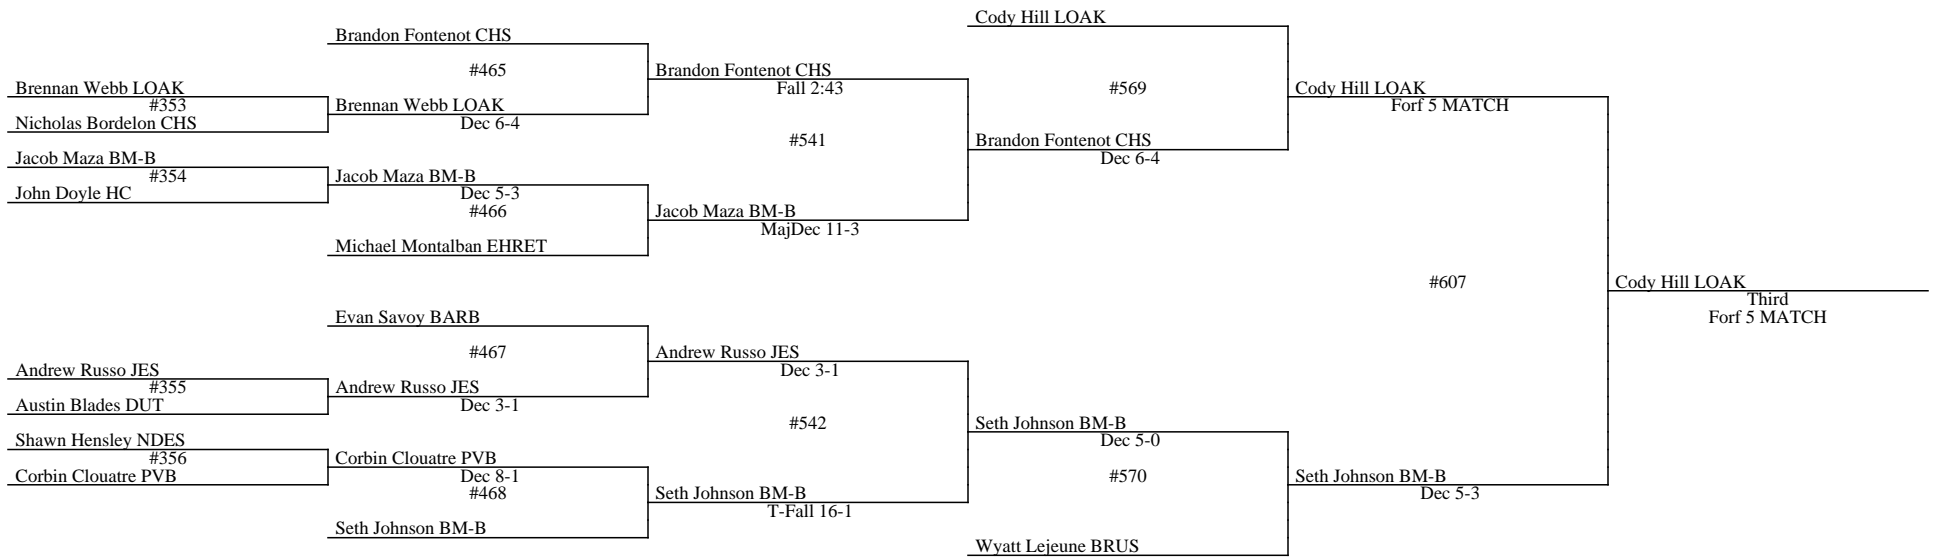 Cody Hill LOAK
Brandon Fontenot CHS
#465
Brandon Fontenot CHS
Fall 2:43
#569
Cody Hill LOAK
Forf 5 MATCH
Brennan Webb LOAK
#353
Nicholas Bordelon CHS
Brennan Webb LOAK
Dec 6-4
#541
Brandon Fontenot CHS
Dec 6-4
Jacob Maza BM-B
#354
John Doyle HC
Jacob Maza BM-B
Dec 5-3
#466
Jacob Maza BM-B
MajDec 11-3
Michael Montalban EHRET
#607
Cody Hill LOAK
Third
Forf 5 MATCH
Evan Savoy BARB
#467
Andrew Russo JES
Dec 3-1
Andrew Russo JES
#355
Austin Blades DUT
Andrew Russo JES
Dec 3-1
#542
Seth Johnson BM-B
Dec 5-0
Shawn Hensley NDES
#356
Corbin Clouatre PVB
Corbin Clouatre PVB
Dec 8-1
#468
Seth Johnson BM-B
T-Fall 16-1
#570
Seth Johnson BM-B
Dec 5-3
Seth Johnson BM-B
Wyatt Lejeune BRUS